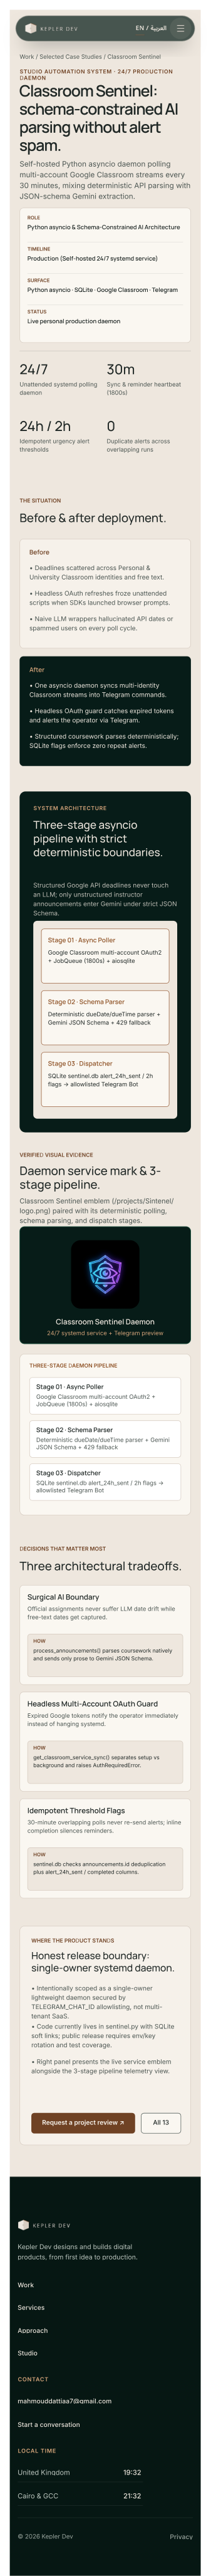 KEPLER DEV
EN / العربية
Work / Selected Case Studies / Classroom Sentinel
STUDIO AUTOMATION SYSTEM · 24/7 PRODUCTION
DAEMON
Classroom Sentinel:
schema-constrained AI
parsing without alert
spam.
Self-hosted Python asyncio daemon polling
multi-account Google Classroom streams every
30 minutes, mixing deterministic API parsing with
JSON-schema Gemini extraction.
ROLE
Python asyncio & Schema-Constrained AI Architecture
TIMELINE
Production (Self-hosted 24/7 systemd service)
SURFACE
Python asyncio · SQLite · Google Classroom · Telegram
STATUS
Live personal production daemon
24/7
Unattended systemd polling
daemon
30m
Sync & reminder heartbeat
(1800s)
24h / 2h
Idempotent urgency alert
thresholds
0
Duplicate alerts across
overlapping runs
THE SITUATION
Before & after deployment.
Before
• Deadlines scattered across Personal &
University Classroom identities and free text.
• Headless OAuth refreshes froze unattended
scripts when SDKs launched browser prompts.
• Naive LLM wrappers hallucinated API dates or
spammed users on every poll cycle.
After
• One asyncio daemon syncs multi-identity
Classroom streams into Telegram commands.
• Headless OAuth guard catches expired tokens
and alerts the operator via Telegram.
• Structured coursework parses deterministically;
SQLite flags enforce zero repeat alerts.
SYSTEM ARCHITECTURE
Three-stage asyncio
pipeline with strict
deterministic boundaries.
Structured Google API deadlines never touch
an LLM; only unstructured instructor
announcements enter Gemini under strict JSON
Schema.
Stage 01 · Async Poller
Google Classroom multi-account OAuth2
+ JobQueue (1800s) + aiosqlite
Stage 02 · Schema Parser
Deterministic dueDate/dueTime parser +
Gemini JSON Schema + 429 fallback
Stage 03 · Dispatcher
SQLite sentinel.db alert_24h_sent / 2h
flags → allowlisted Telegram Bot
VERIFIED VISUAL EVIDENCE
Daemon service mark & 3-
stage pipeline.
Classroom Sentinel emblem (/projects/Sintenel/
logo.png) paired with its deterministic polling,
schema parsing, and dispatch stages.
Classroom Sentinel Daemon
24/7 systemd service + Telegram preview
THREE-STAGE DAEMON PIPELINE
Stage 01 · Async Poller
Google Classroom multi-account OAuth2 +
JobQueue (1800s) + aiosqlite
Stage 02 · Schema Parser
Deterministic dueDate/dueTime parser + Gemini
JSON Schema + 429 fallback
Stage 03 · Dispatcher
SQLite sentinel.db alert_24h_sent / 2h flags →
allowlisted Telegram Bot
DECISIONS THAT MATTER MOST
Three architectural tradeoffs.
Surgical AI Boundary
Official assignments never suffer LLM date drift while
free-text dates get captured.
HOW
process_announcements() parses coursework natively
and sends only prose to Gemini JSON Schema.
Headless Multi-Account OAuth Guard
Expired Google tokens notify the operator immediately
instead of hanging systemd.
HOW
get_classroom_service_sync() separates setup vs
background and raises AuthRequiredError.
Idempotent Threshold Flags
30-minute overlapping polls never re-send alerts; inline
completion silences reminders.
HOW
sentinel.db checks announcements.id deduplication
plus alert_24h_sent / completed columns.
WHERE THE PRODUCT STANDS
Honest release boundary:
single-owner systemd daemon.
• Intentionally scoped as a single-owner
lightweight daemon secured by
TELEGRAM_CHAT_ID allowlisting, not multi-
tenant SaaS.
• Code currently lives in sentinel.py with SQLite
soft links; public release requires env/key
rotation and test coverage.
• Right panel presents the live service emblem
alongside the 3-stage pipeline telemetry view.
Request a project review ↗
All 13
KEPLER DEV
Kepler Dev designs and builds digital
products, from first idea to production.
Work
Services
Approach
Studio
CONTACT
mahmouddattiaa7@gmail.com
Start a conversation
LOCAL TIME
United Kingdom 19:32
Cairo & GCC 21:32
© 2026 Kepler Dev
Privacy